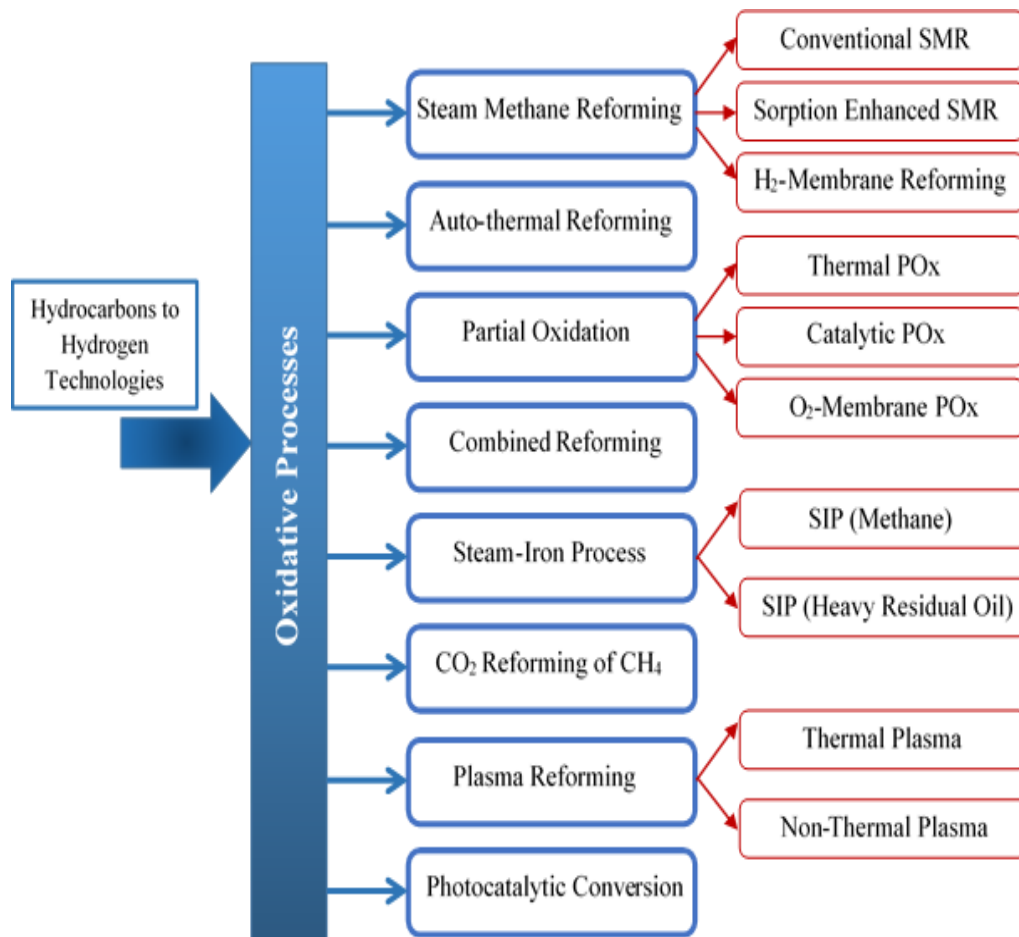 Hydrocarbons to
Hydrogen
Technologies
Oxidative Processes
Steam Methane Reforming
Conventional SMR
Sorption Enhanced SMR
H₂-Membrane Reforming
Auto-thermal Reforming
Partial Oxidation
Thermal POx
Catalytic POx
O₂-Membrane POx
Combined Reforming
Steam-Iron Process
SIP (Methane)
SIP (Heavy Residual Oil)
CO₂ Reforming of CH₄
Plasma Reforming
Thermal Plasma
Non-Thermal Plasma
Photocatalytic Conversion